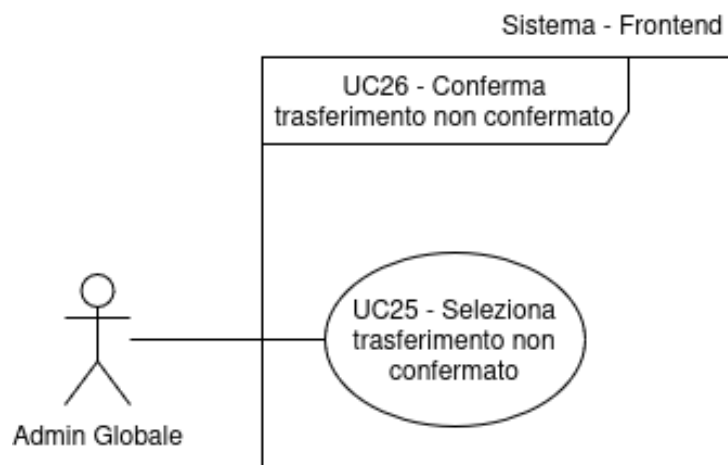 Sistema - Frontend
UC26 - Conferma
trasferimento non confermato
UC25 - Seleziona
trasferimento non
confermato
Admin Globale